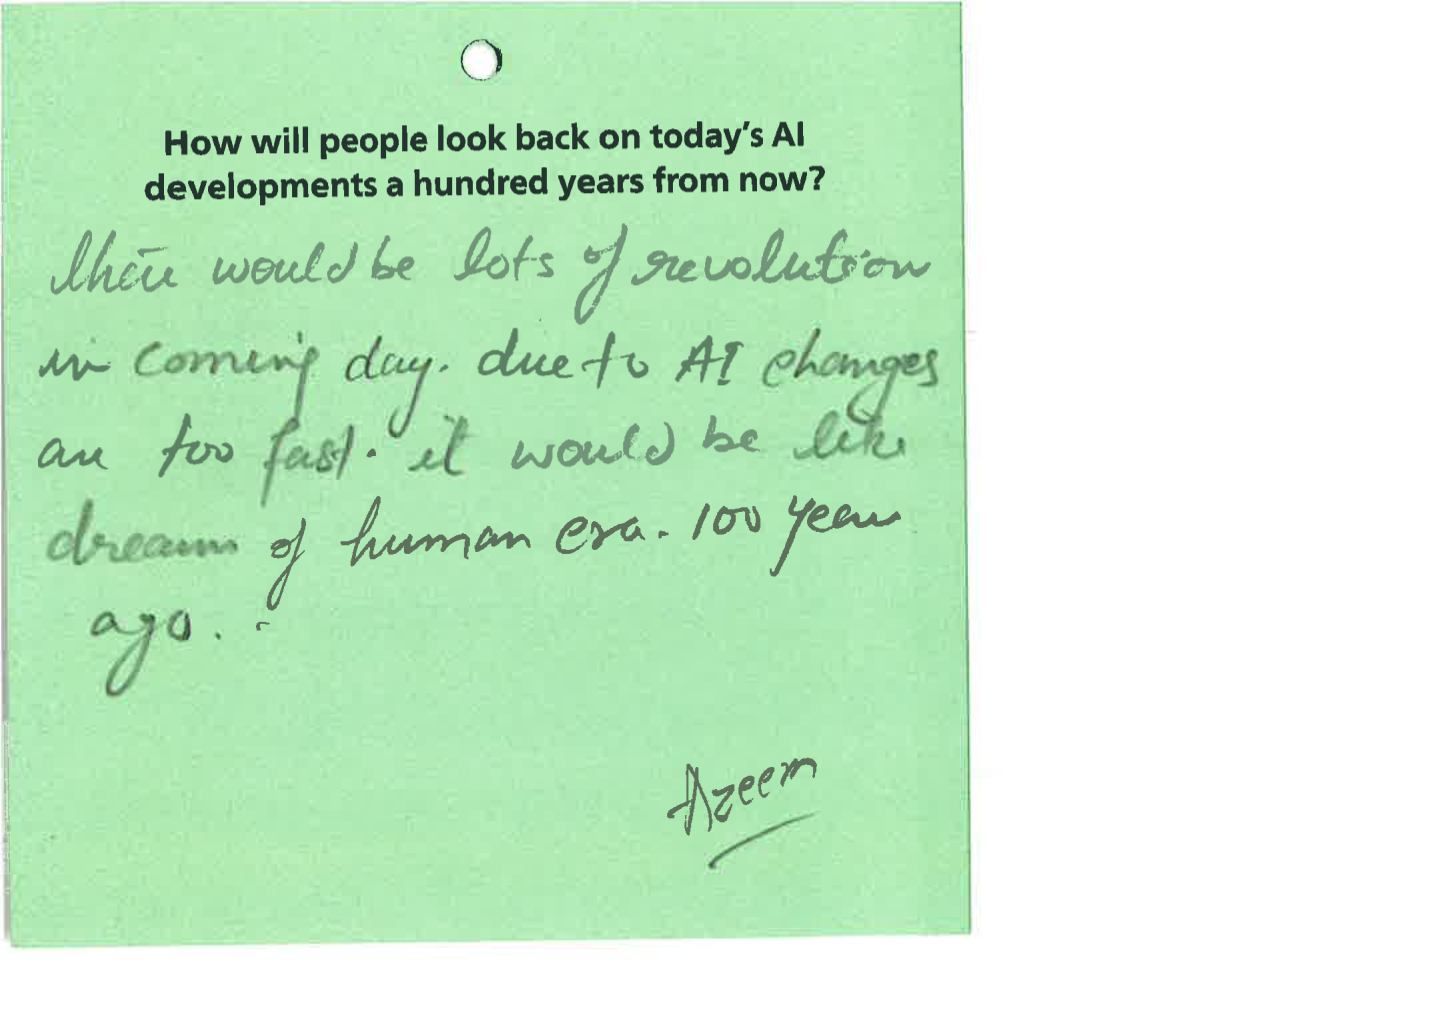 How will people look back on today's AI
developments a hundred years from now?
there would be lots of revolution
in coming day. due to AI changes
are too fast. it would be like
dream of human era. 100 years
ago.
Azeem